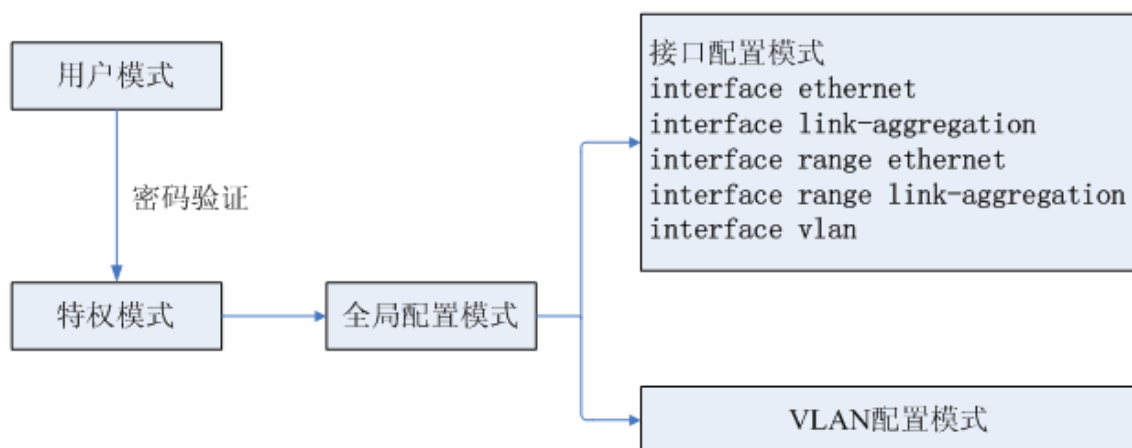 用户模式
密码验证
特权模式
全局配置模式
接口配置模式
interface ethernet
interface link-aggregation
interface range ethernet
interface range link-aggregation
interface vlan
VLAN配置模式